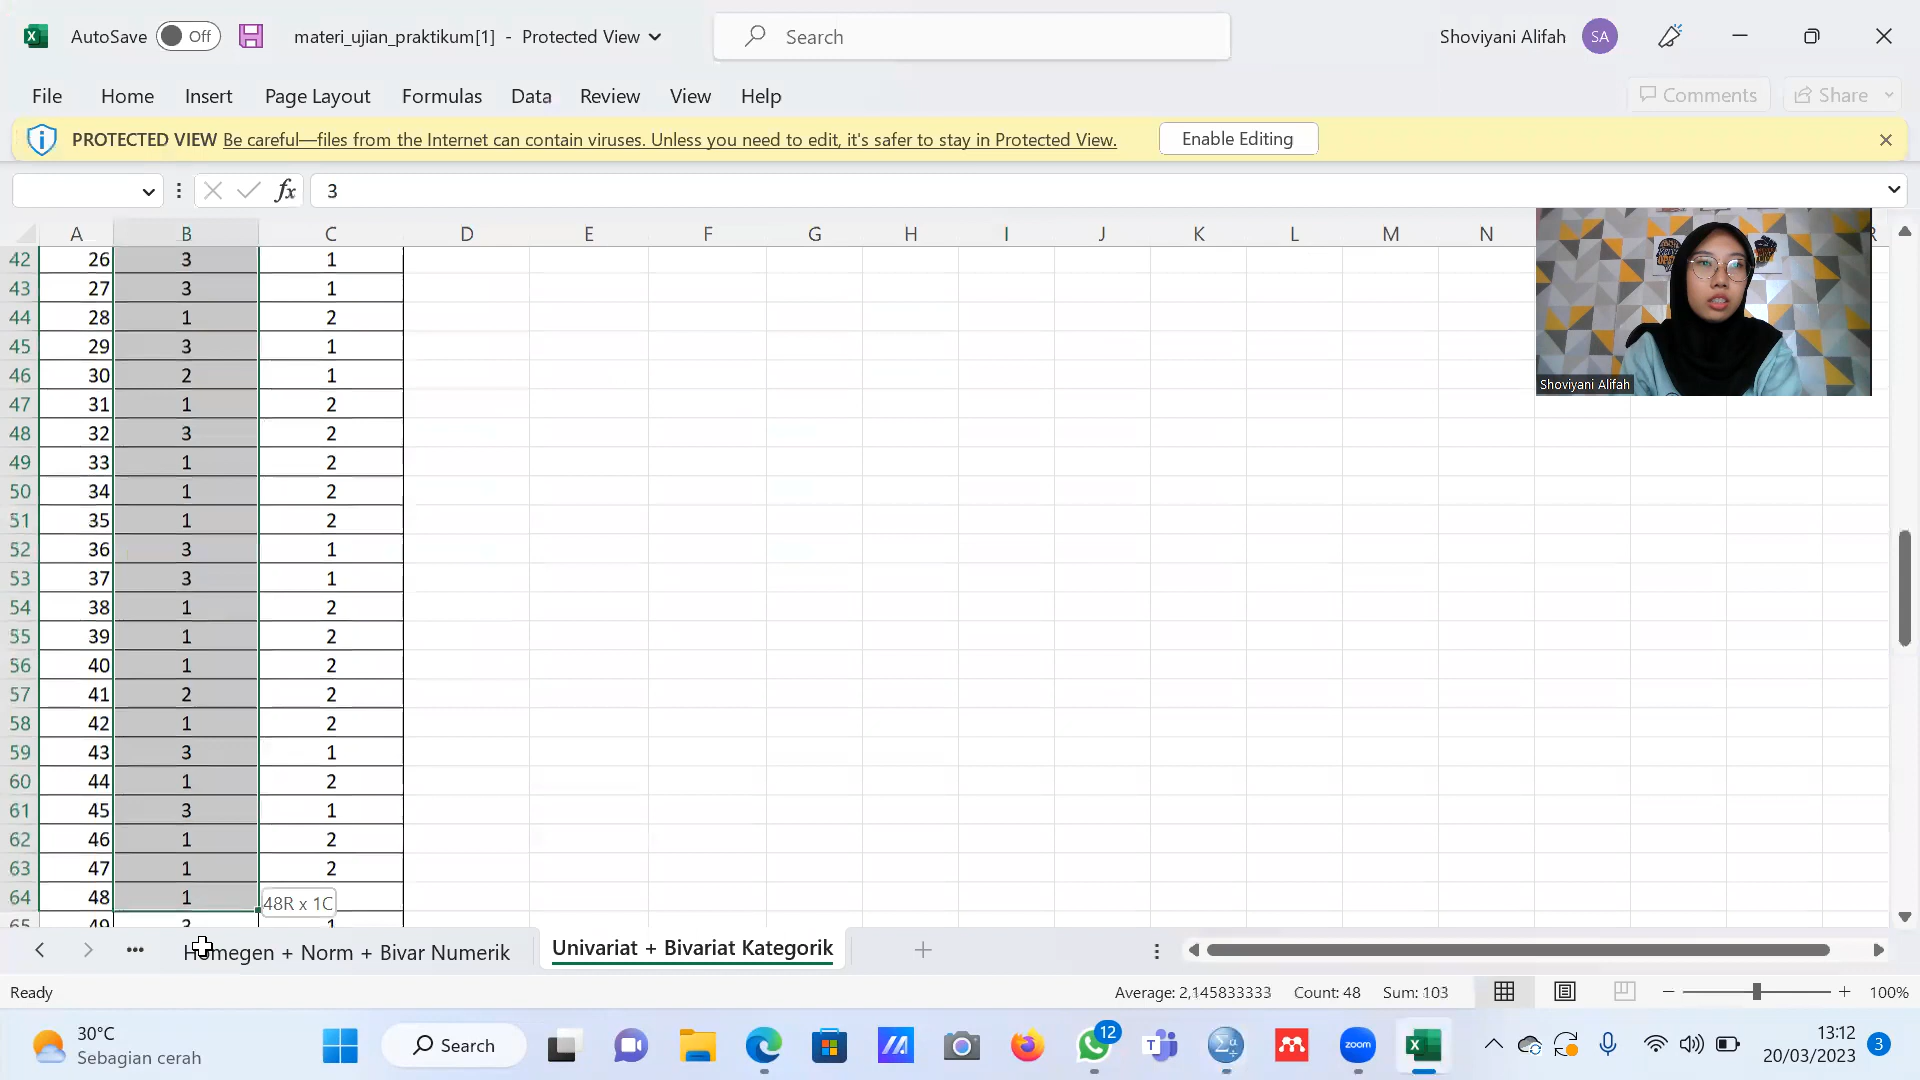 AutoSave Off materi_ujian_praktikum[1] - Protected View Search Shoviyani Alifah SA
File Home Insert Page Layout Formulas Data Review View Help Comments Share
PROTECTED VIEW Be careful—files from the Internet can contain viruses. Unless you need to edit, it's safer to stay in Protected View. Enable Editing
fx 3
A B C D E F G H I J K L M N R
42 26 3 1
43 27 3 1
44 28 1 2
45 29 3 1
46 30 2 1
47 31 1 2
48 32 3 2
49 33 1 2
50 34 1 2
51 35 1 2
52 36 3 1
53 37 3 1
54 38 1 2
55 39 1 2
56 40 1 2
57 41 2 2
58 42 1 2
59 43 3 1
60 44 1 2
61 45 3 1
62 46 1 2
63 47 1 2
64 48 1 48R x 1C
65 49 3 1
Shoviyani Alifah
Homegen + Norm + Bivar Numerik Univariat + Bivariat Kategorik
Ready Average: 2,145833333 Count: 48 Sum: 103 100%
30°C
Sebagian cerah
Search 12 zoom
13:12
20/03/2023 3